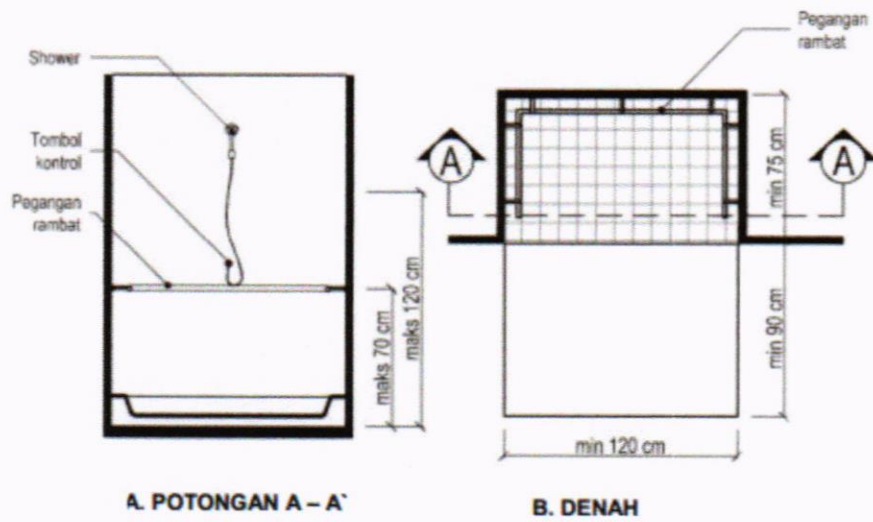 Shower
Tombol
kontrol
Pegangan
rambat
maks 70 cm
maks 120 cm
A. POTONGAN A – A`
Pegangan
rambat
A
A
min 75 cm
min 90 cm
min 120 cm
B. DENAH